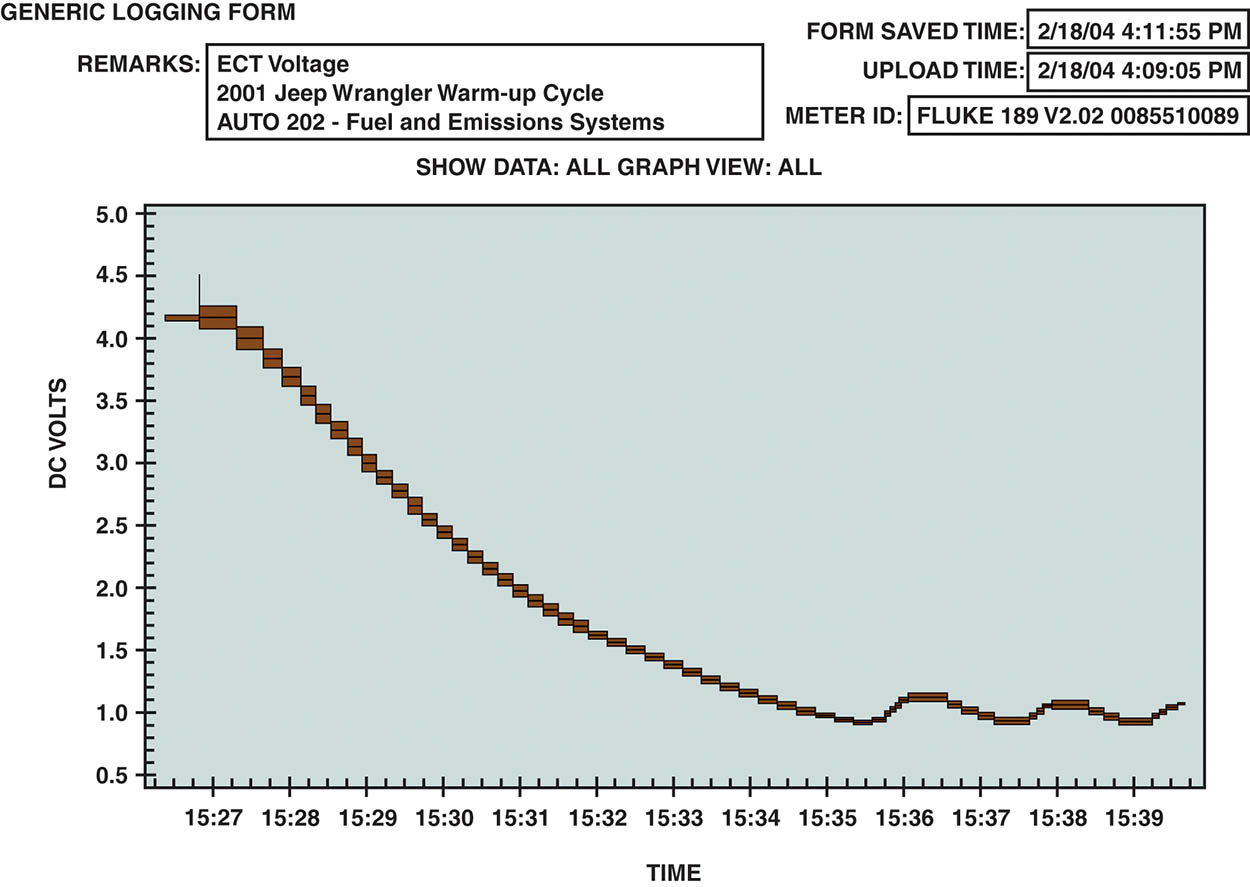 GENERIC LOGGING FORM
FORM SAVED TIME: 2/18/04 4:11:55 PM
REMARKS: ECT Voltage
2001 Jeep Wrangler Warm-up Cycle
AUTO 202 - Fuel and Emissions Systems
UPLOAD TIME: 2/18/04 4:09:05 PM
METER ID: FLUKE 189 V2.02 0085510089
SHOW DATA: ALL GRAPH VIEW: ALL
5.0
4.5
4.0
3.5
3.0
2.5
2.0
1.5
1.0
0.5
DC VOLTS
15:27 15:28 15:29 15:30 15:31 15:32 15:33 15:34 15:35 15:36 15:37 15:38 15:39
TIME